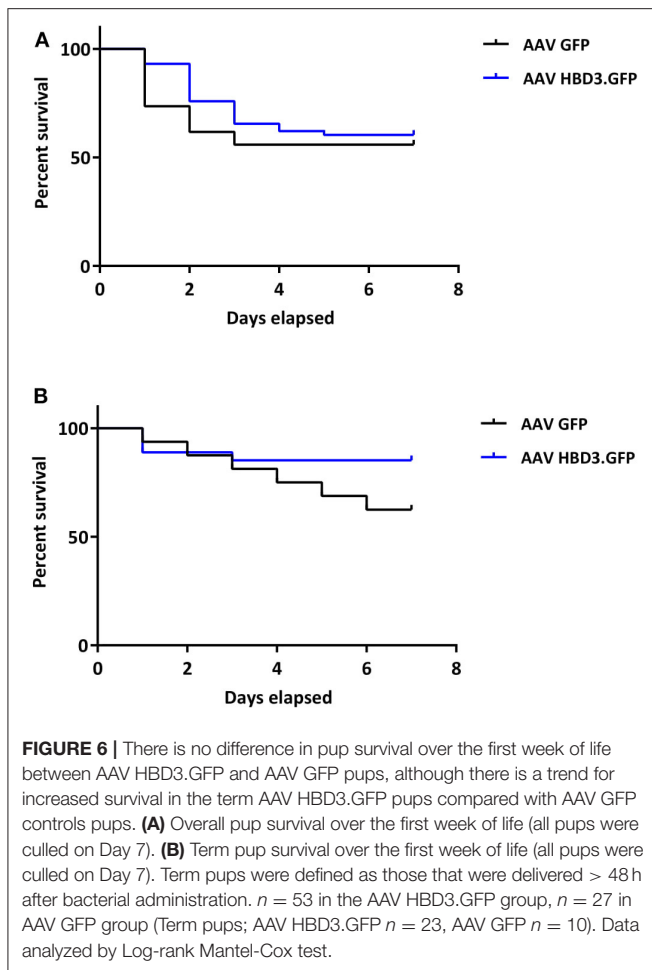 A
100
50
0
Percent survival
0 2 4 6 8
Days elapsed
AAV GFP
AAV HBD3.GFP
B
100
50
0
Percent survival
0 2 4 6 8
Days elapsed
AAV GFP
AAV HBD3.GFP
FIGURE 6 | There is no difference in pup survival over the first week of life
between AAV HBD3.GFP and AAV GFP pups, although there is a trend for
increased survival in the term AAV HBD3.GFP pups compared with AAV GFP
controls pups. (A) Overall pup survival over the first week of life (all pups were
culled on Day 7). (B) Term pup survival over the first week of life (all pups were
culled on Day 7). Term pups were defined as those that were delivered > 48 h
after bacterial administration. n = 53 in the AAV HBD3.GFP group, n = 27 in
AAV GFP group (Term pups; AAV HBD3.GFP n = 23, AAV GFP n = 10). Data
analyzed by Log-rank Mantel-Cox test.